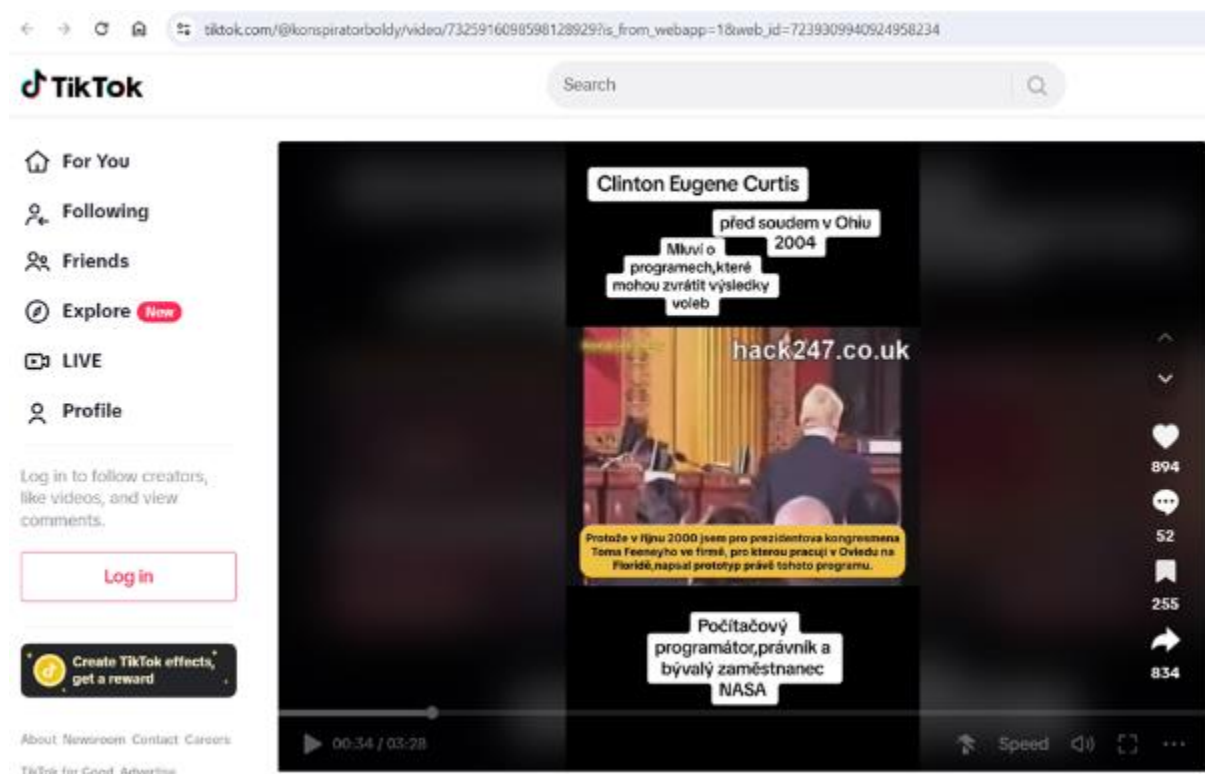 tiktok.com/@konspiratorboldy/video/7325916098598128929?is_from_webapp=1&web_id=7239309940924958234
TikTok
Search
For You
Following
Friends
Explore New
LIVE
Profile
Log in to follow creators,
like videos, and view
comments.
Log in
Create TikTok effects,
get a reward
About Newsroom Contact Careers
TikTok for Good Advertise
Clinton Eugene Curtis
před soudem v Ohiu
2004
Mluví o
programech,které
mohou zvrátit výsledky
voleb
hack247.co.uk
Protože v říjnu 2000 jsem pro prezidentova kongresmena
Toma Feeneyho ve firmě, pro kterou pracuji v Oviedu na
Floridě,napsal prototyp právě tohoto programu.
Počítačový
programátor,právník a
bývalý zaměstnanec
NASA
894
52
255
834
00:34 / 03:28
Speed